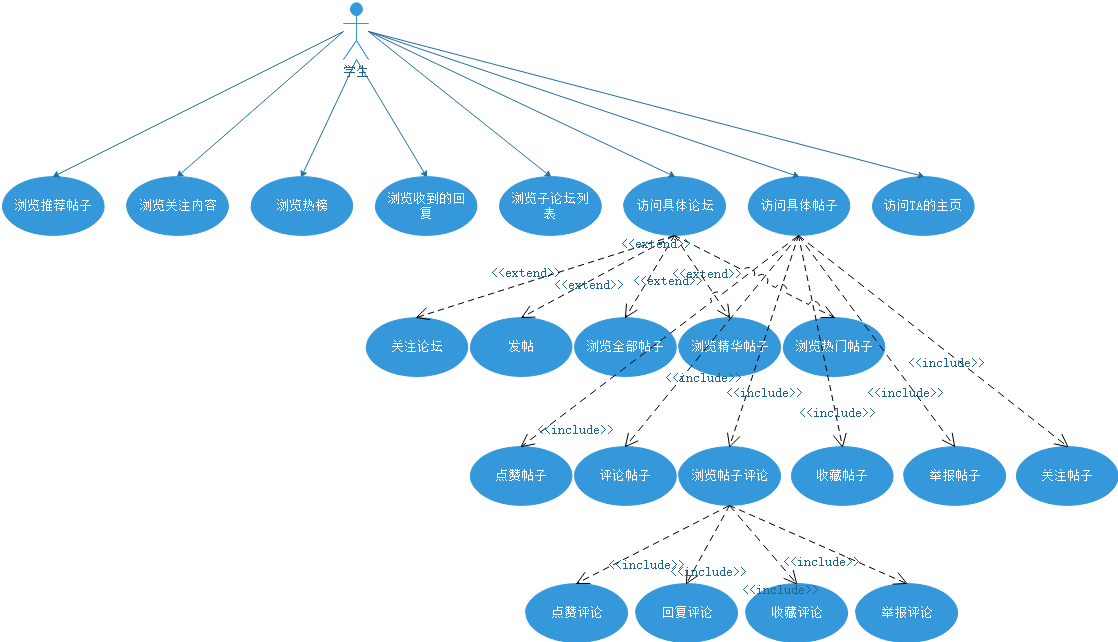 学生
浏览推荐帖子
浏览关注内容
浏览热榜
浏览收到的回
复
浏览子论坛列
表
访问具体论坛
访问具体帖子
访问TA的主页
<<extend>>
<<extend>>
<<extend>>
<<extend>>
<<extend>>
关注论坛
发帖
浏览全部帖子
浏览精华帖子
浏览热门帖子
<<include>>
<<include>>
<<include>>
<<include>>
<<include>>
<<include>>
点赞帖子
评论帖子
浏览帖子评论
收藏帖子
举报帖子
关注帖子
<<include>>
<<include>>
<<include>>
<<include>>
点赞评论
回复评论
收藏评论
举报评论